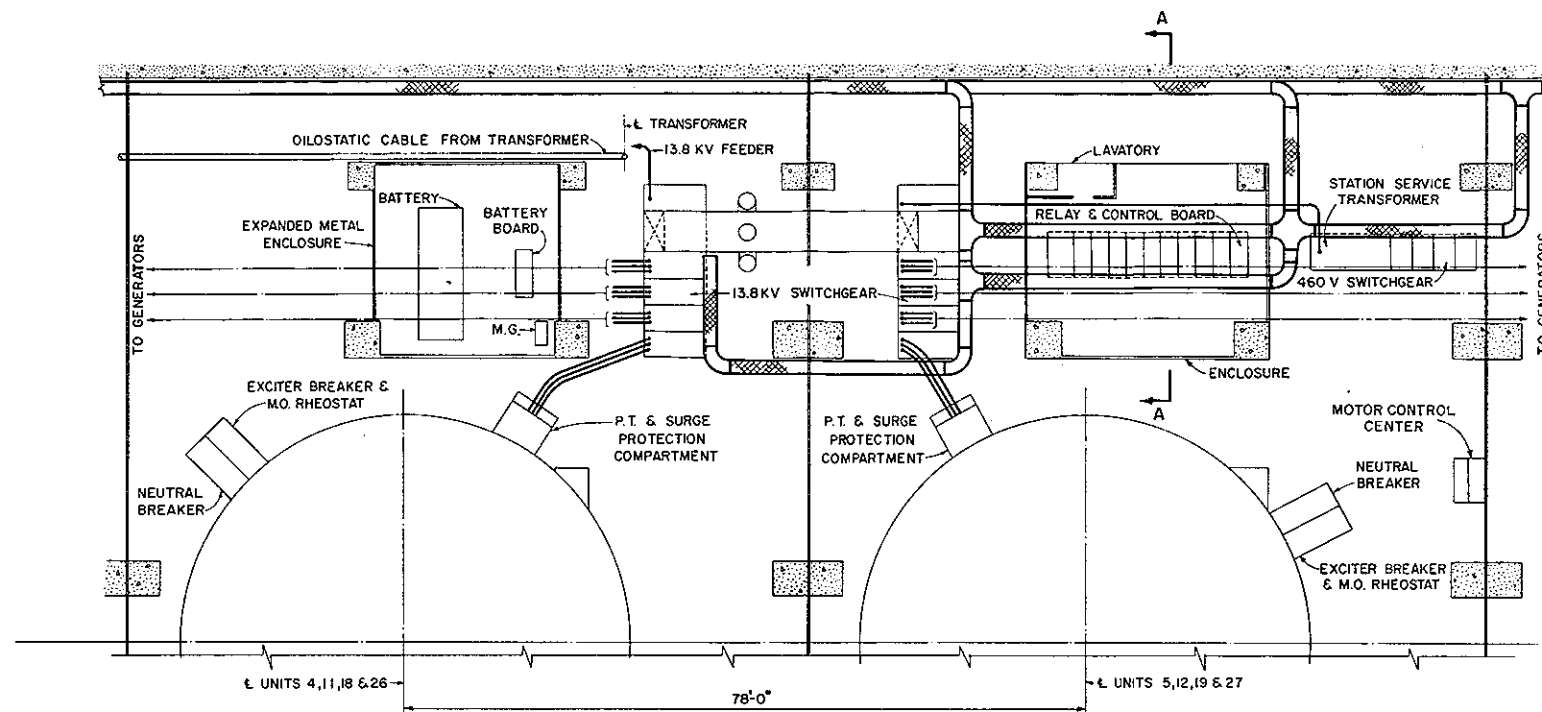 A
℄ TRANSFORMER
OILOSTATIC CABLE FROM TRANSFORMER
13.8 KV FEEDER
LAVATORY
BATTERY
BATTERY
BOARD
EXPANDED METAL
ENCLOSURE
STATION SERVICE
TRANSFORMER
RELAY & CONTROL BOARD
TO GENERATORS
13.8KV SWITCHGEAR
460 V SWITCHGEAR
TO GENERATORS
M.G.
ENCLOSURE
EXCITER BREAKER &
M.O. RHEOSTAT
A
P.T. & SURGE
PROTECTION
COMPARTMENT
P.T. & SURGE
PROTECTION
COMPARTMENT
MOTOR CONTROL
CENTER
NEUTRAL
BREAKER
NEUTRAL
BREAKER
EXCITER BREAKER
& M.O. RHEOSTAT
℄ UNITS 4,11,18 & 26
℄ UNITS 5,12,19 & 27
78'-0"